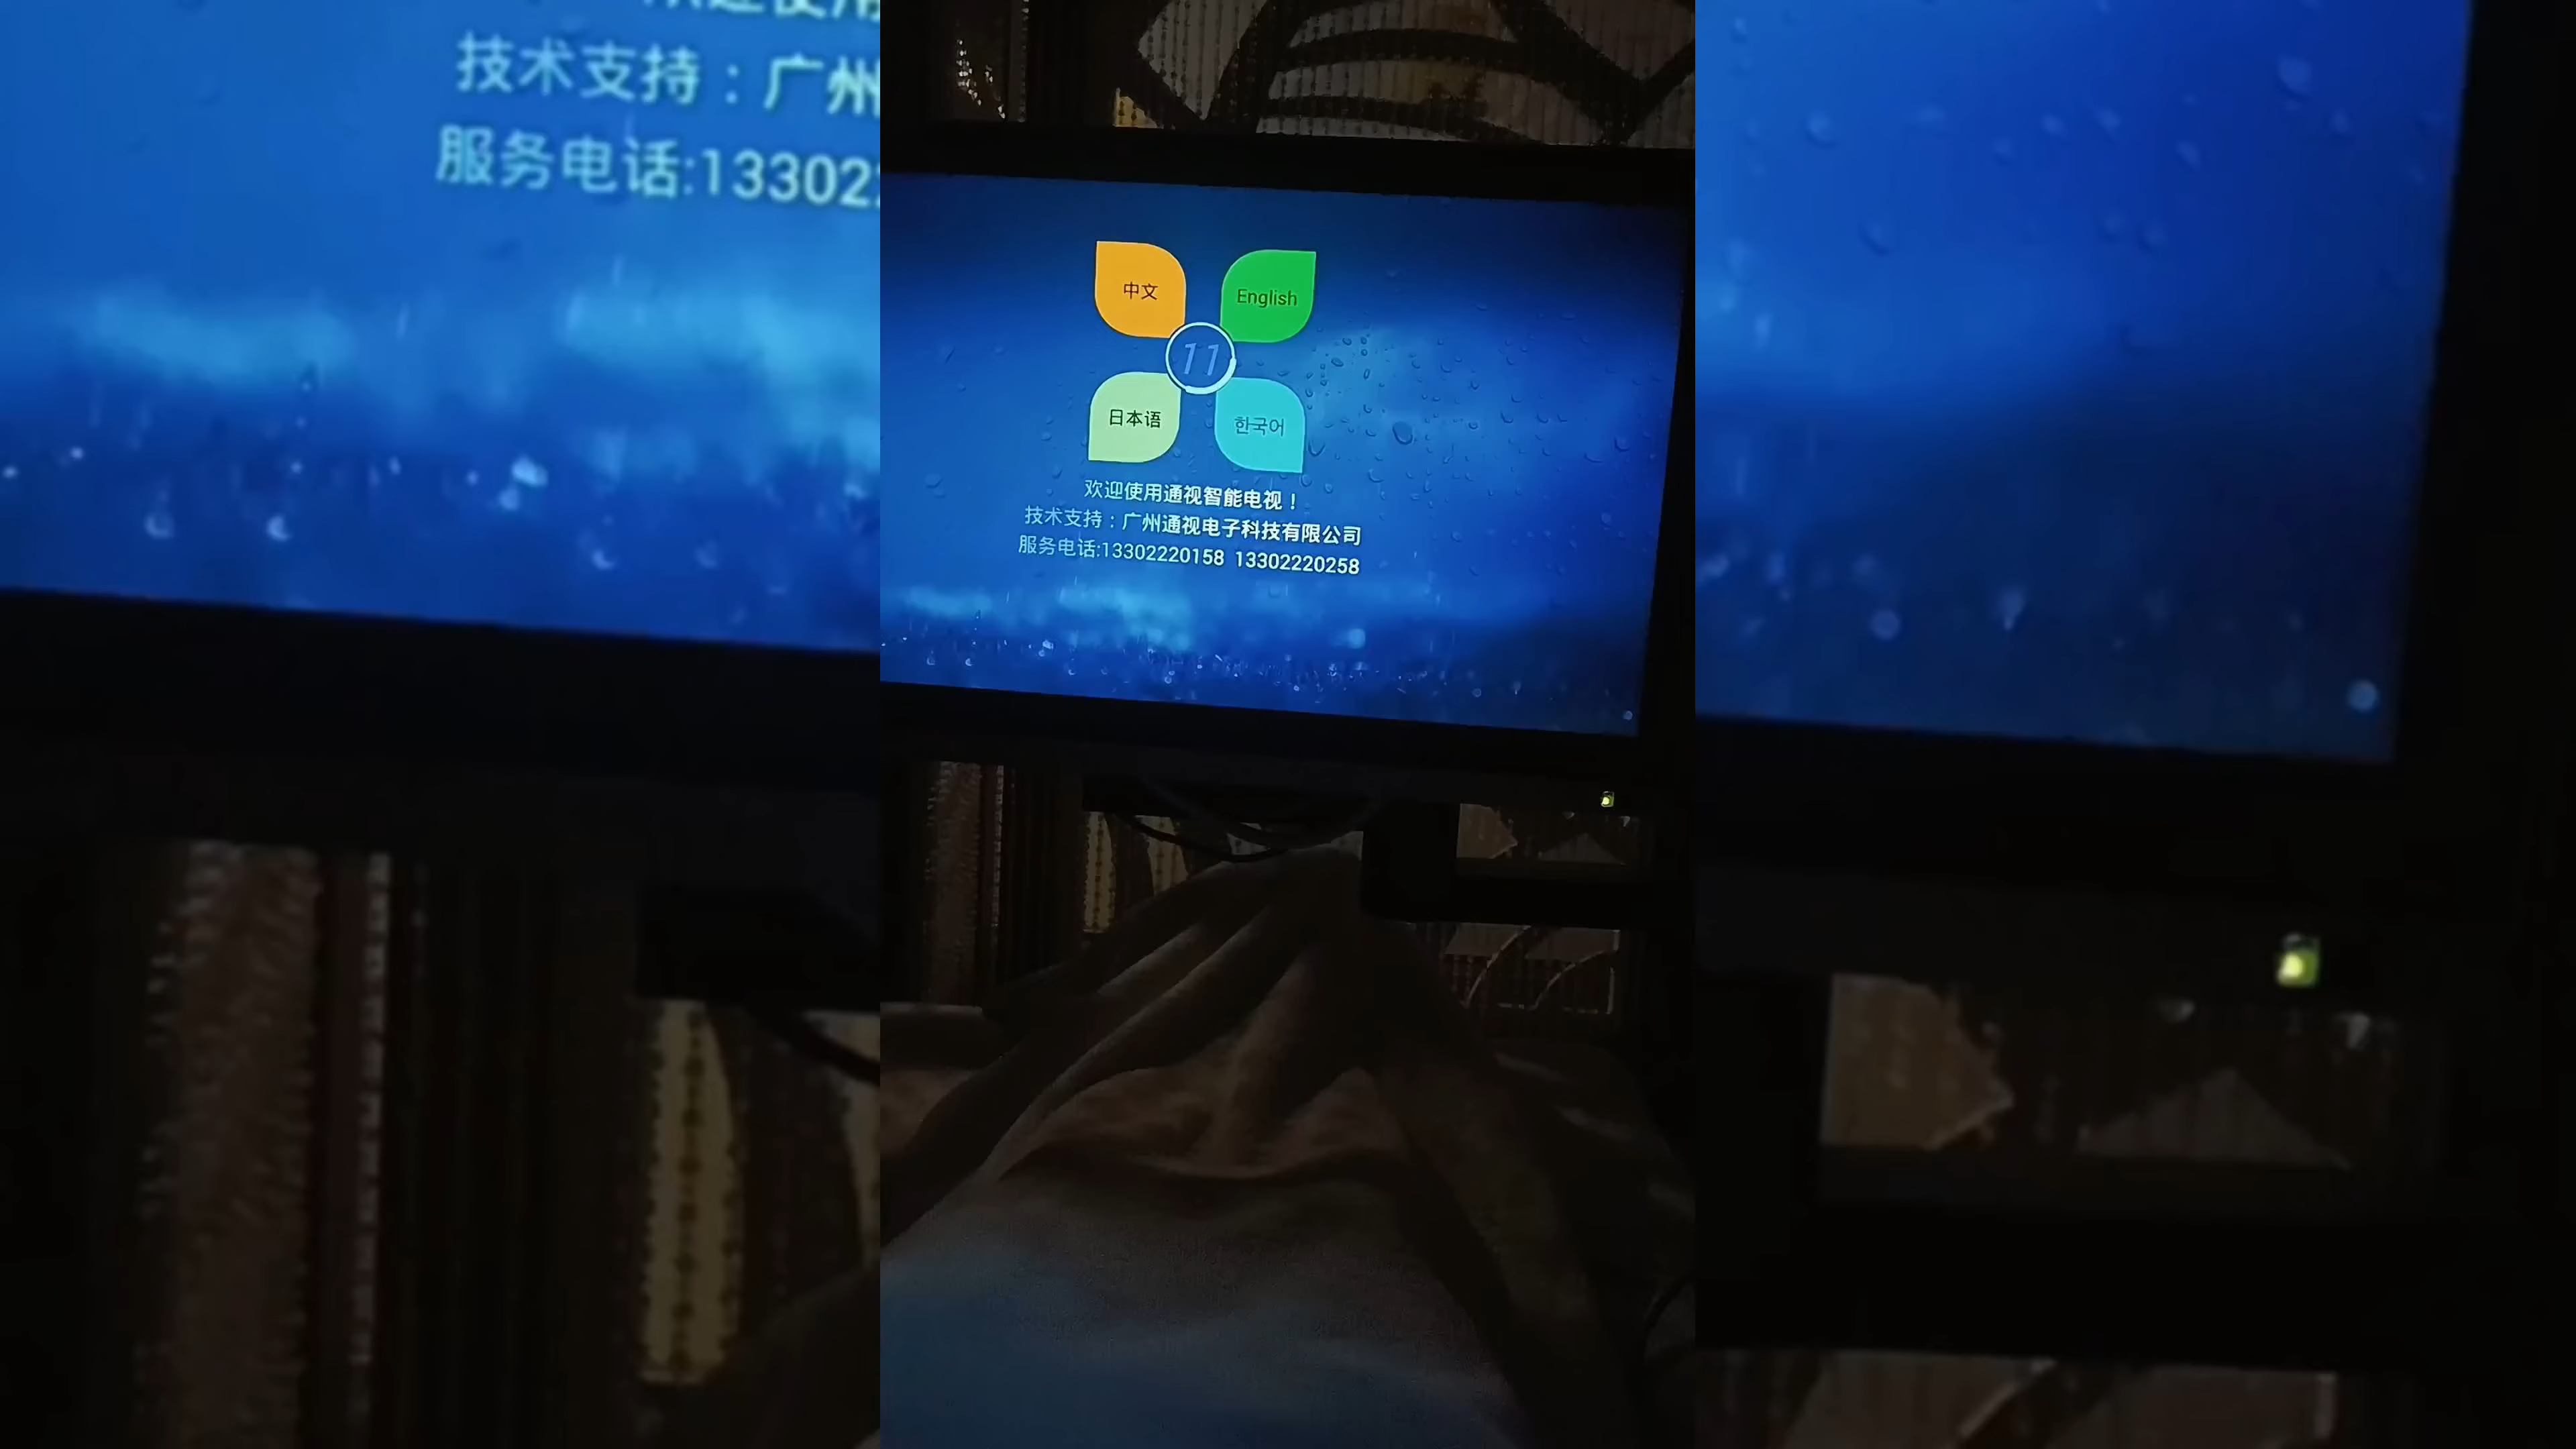 中文
English
11
日本语
한국어
欢迎使用通视智能电视！
技术支持：广州通视电子科技有限公司
服务电话:13302220158 13302220258
技术支持：广州
服务电话:13302